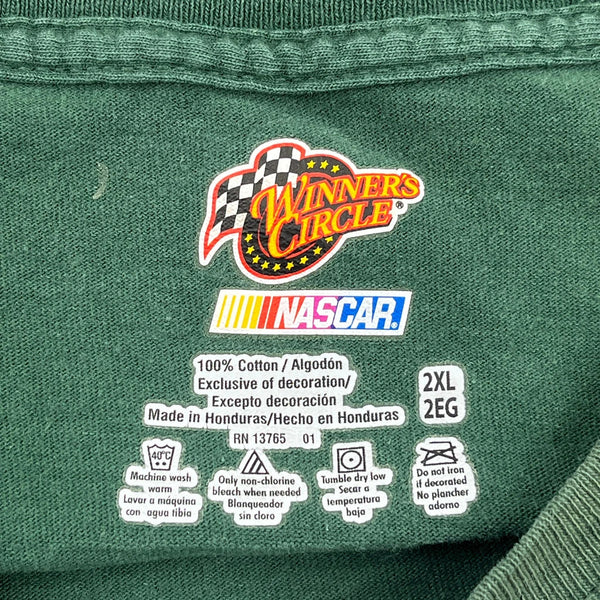 WINNER'S
CIRCLE®
NASCAR®
100% Cotton / Algodón
Exclusive of decoration/
Excepto decoración
Made in Honduras/Hecho en Honduras
RN 13765 01
2XL
2EG
40°C
Machine wash
warm
Lavar a máquina
con agua tibia
Only non-chlorine
bleach when needed
Blanqueador
sin cloro
Tumble dry low
Secar a
temperatura
baja
Do not iron
if decorated
No plancher
adorno